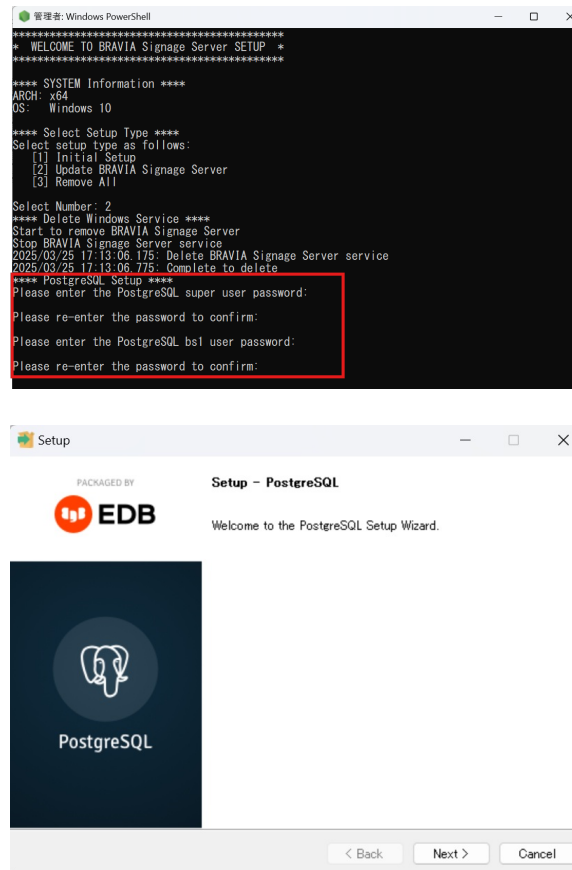 管理者: Windows PowerShell
*******************************************
*  WELCOME TO BRAVIA Signage Server SETUP  *
*******************************************
**** SYSTEM Information ****
ARCH: x64
OS:   Windows 10
**** Select Setup Type ****
Select setup type as follows:
[1] Initial Setup
[2] Update BRAVIA Signage Server
[3] Remove All
Select Number: 2
**** Delete Windows Service ****
Start to remove BRAVIA Signage Server
Stop BRAVIA Signage Server service
2025/03/25 17:13:06.175: Delete BRAVIA Signage Server service
2025/03/25 17:13:06.775: Complete to delete
**** PostgreSQL Setup ****
Please enter the PostgreSQL super user password:
Please re-enter the password to confirm:
Please enter the PostgreSQL bs1 user password:
Please re-enter the password to confirm:
Setup
PACKAGED BY
EDB
Setup - PostgreSQL
Welcome to the PostgreSQL Setup Wizard.
PostgreSQL
< Back
Next >
Cancel